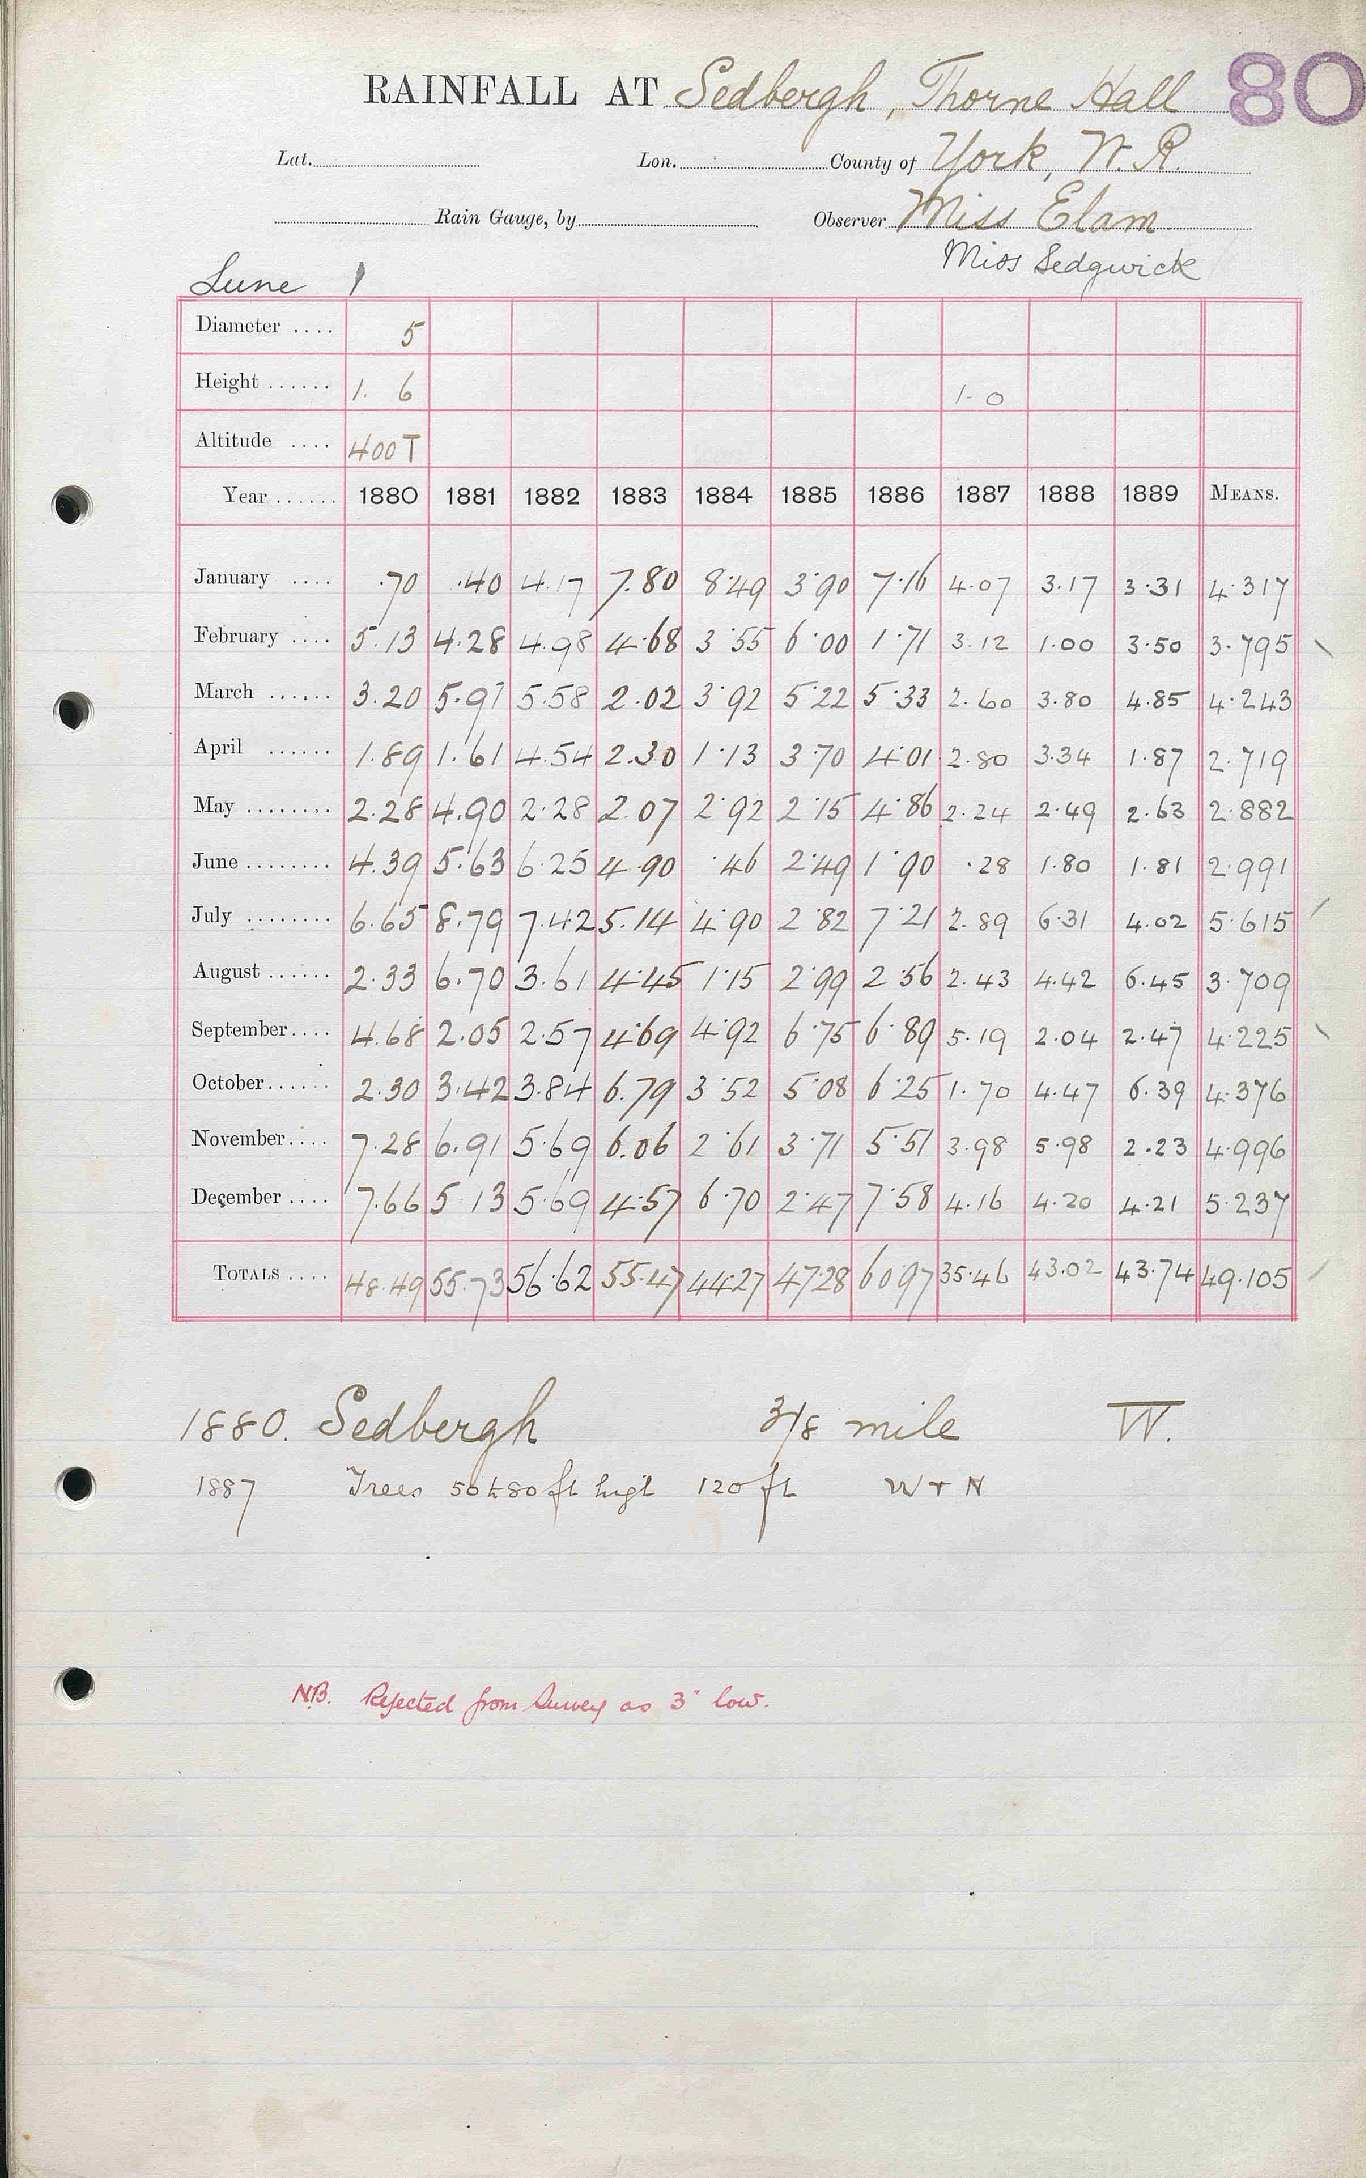 RAINFALL AT Sedbergh, Thorne Hall 80
Lat. Lon. County of York, W.R.
Rain Gauge, by Observer Miss Elam
Miss Sedgwick
Lune 1
Diameter .... 5
Height ...... 1. 6 1.0
Altitude .... 400T
Year ...... 1880 1881 1882 1883 1884 1885 1886 1887 1888 1889 MEANS.
January .... .70 .40 4.17 7.80 8.49 3.90 7.16 4.07 3.17 3.31 4.317
February .... 5.13 4.28 4.98 4.68 3.55 6.00 1.71 3.12 1.00 3.50 3.795
March ...... 3.20 5.91 5.58 2.02 3.92 5.22 5.33 2.60 3.80 4.85 4.243
April ...... 1.89 1.61 4.54 2.30 1.13 3.70 4.01 2.80 3.34 1.87 2.719
May ........ 2.28 4.90 2.28 2.07 2.92 2.15 4.86 2.24 2.49 2.63 2.882
June ........ 4.39 5.63 6.25 4.90 .46 2.49 1.90 .28 1.80 1.81 2.991
July ........ 6.65 8.79 7.42 5.14 4.90 2.82 7.21 2.89 6.31 4.02 5.615
August ...... 2.33 6.70 3.61 4.45 1.15 2.99 2.56 2.43 4.42 6.45 3.709
September .... 4.68 2.05 2.57 4.69 4.92 6.75 6.89 5.19 2.04 2.47 4.225
October ...... 2.30 3.42 3.84 6.79 3.52 5.08 6.25 1.70 4.47 6.39 4.376
November .... 7.28 6.91 5.69 6.06 2.61 3.71 5.51 3.98 5.98 2.23 4.996
December .... 7.66 5.13 5.69 4.57 6.70 2.47 7.58 4.16 4.20 4.21 5.237
TOTALS .... 48.49 55.73 56.62 55.47 44.27 47.28 60.97 35.46 43.02 43.74 49.105
1880. Sedbergh 3/8 mile W.
1887 Trees 50 to 80 ft high 120 ft W + N
N.B. Rejected from Survey as 3" low.